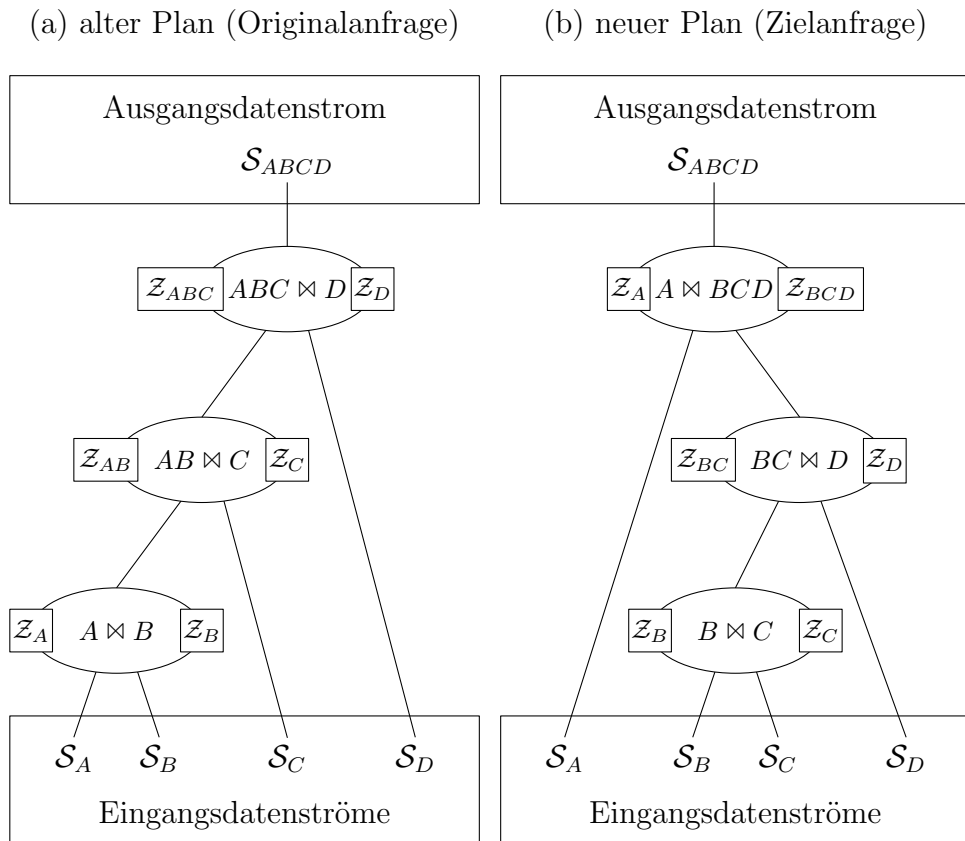 (a) alter Plan (Originalanfrage)
Ausgangsdatenstrom
S_ABCD
Z_ABC ABC ⋈ D Z_D
Z_AB AB ⋈ C Z_C
Z_A A ⋈ B Z_B
S_A S_B S_C S_D
Eingangsdatenströme
(b) neuer Plan (Zielanfrage)
Ausgangsdatenstrom
S_ABCD
Z_A A ⋈ BCD Z_BCD
Z_BC BC ⋈ D Z_D
Z_B B ⋈ C Z_C
S_A S_B S_C S_D
Eingangsdatenströme